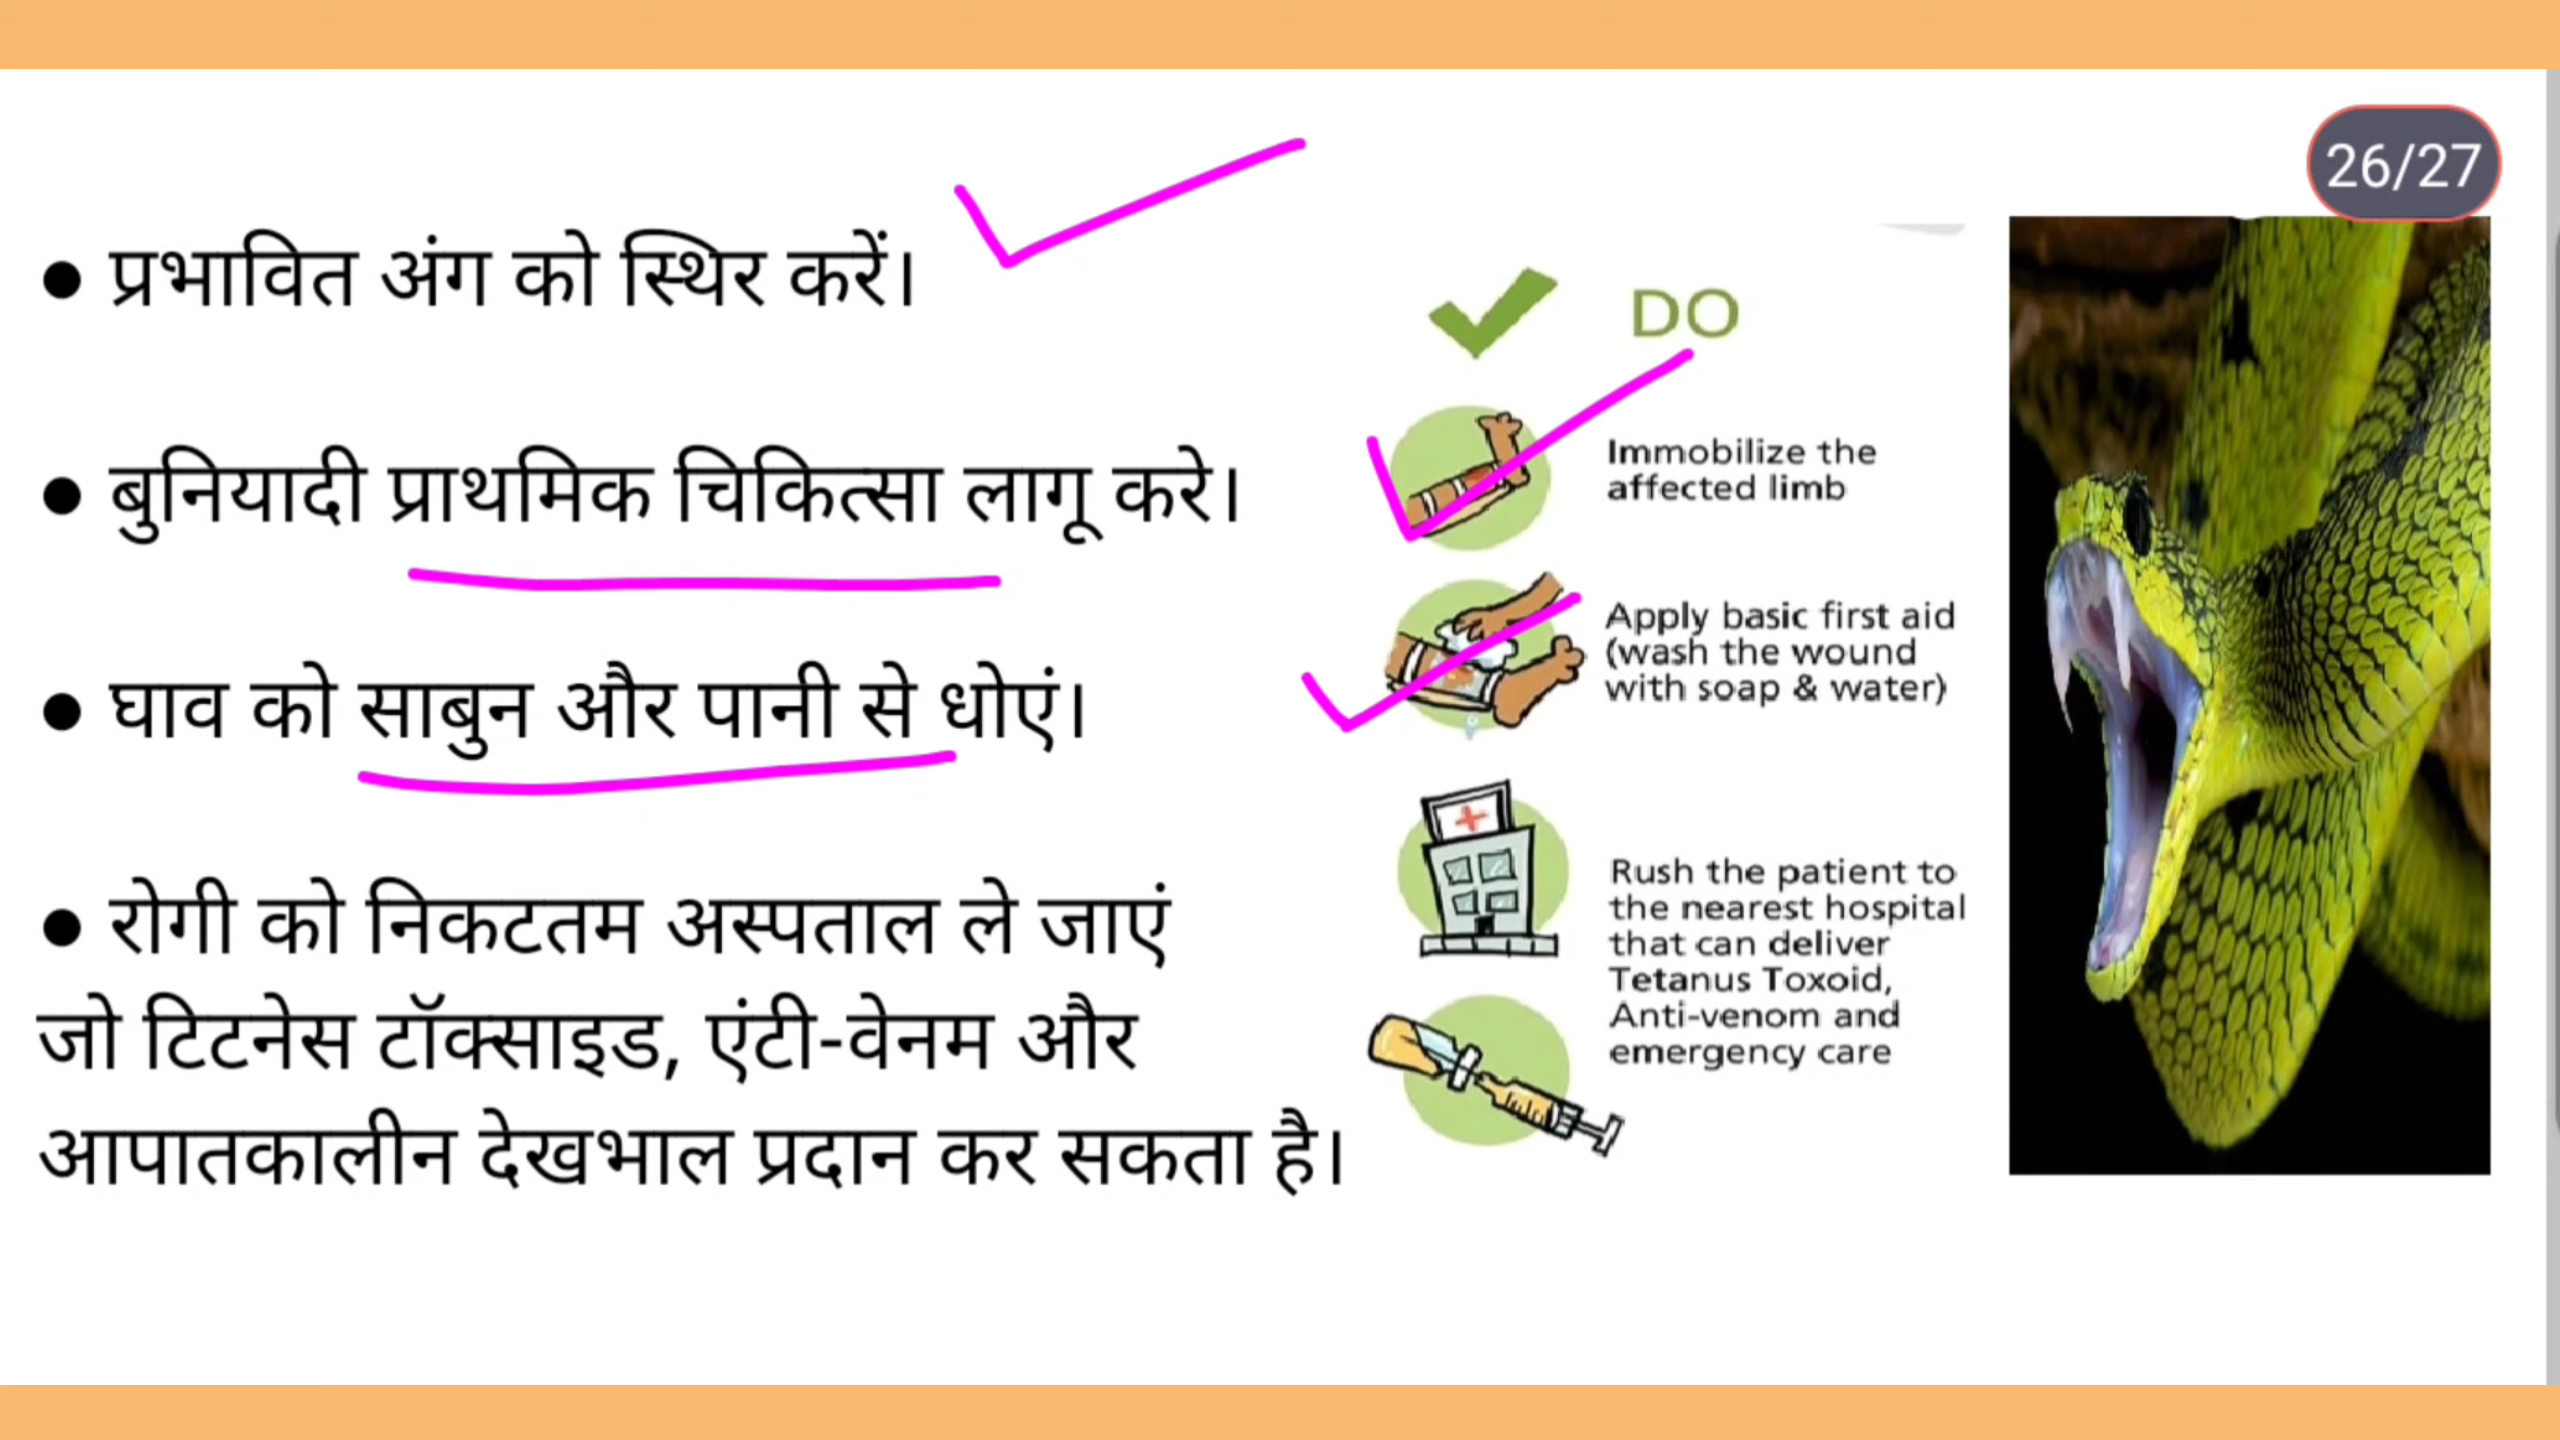 26/27
● प्रभावित अंग को स्थिर करें।
● बुनियादी प्राथमिक चिकित्सा लागू करे।
● घाव को साबुन और पानी से धोएं।
● रोगी को निकटतम अस्पताल ले जाएं
जो टिटनेस टॉक्साइड, एंटी-वेनम और
आपातकालीन देखभाल प्रदान कर सकता है।
DO
Immobilize the
affected limb
Apply basic first aid
(wash the wound
with soap & water)
Rush the patient to
the nearest hospital
that can deliver
Tetanus Toxoid,
Anti-venom and
emergency care